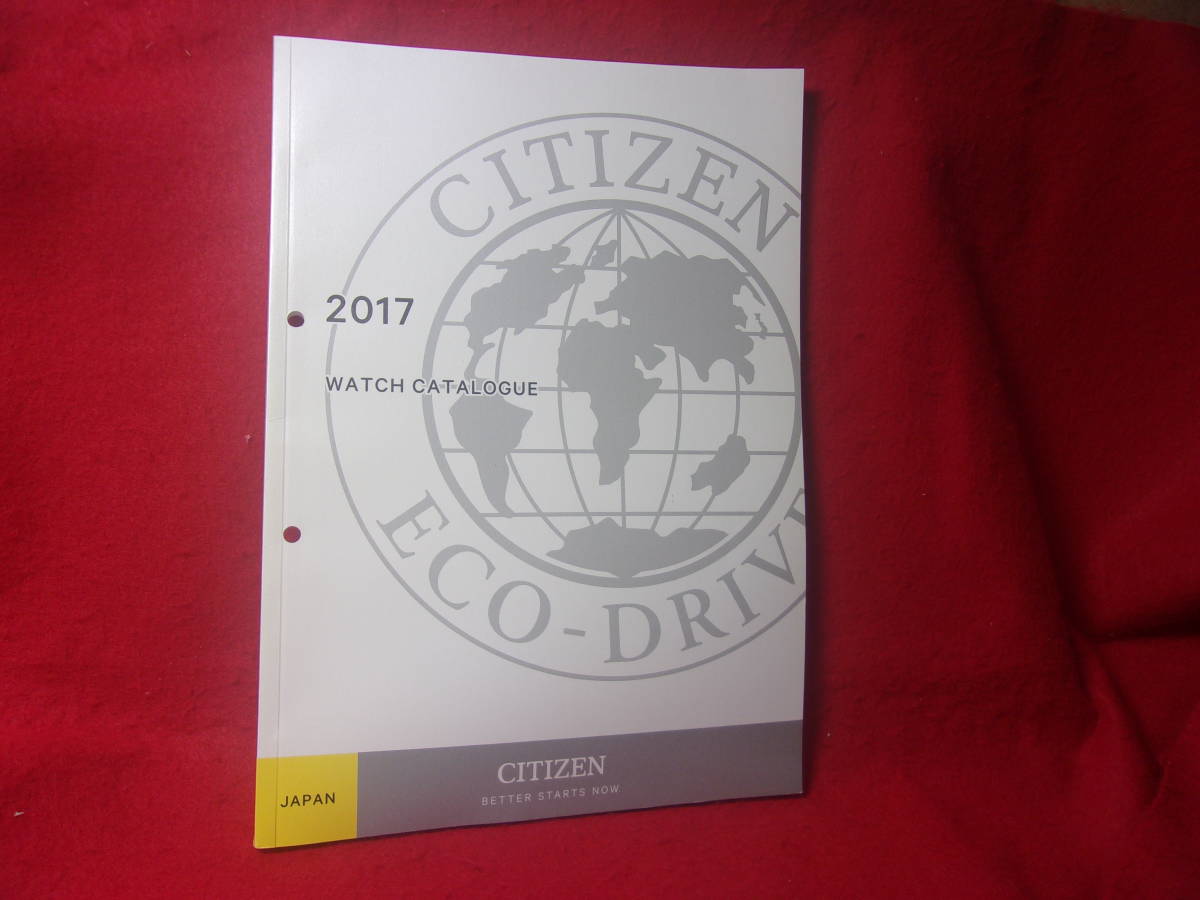 CITIZEN
2017
WATCH CATALOGUE
ECO-DRIVE
CITIZEN
BETTER STARTS NOW
JAPAN